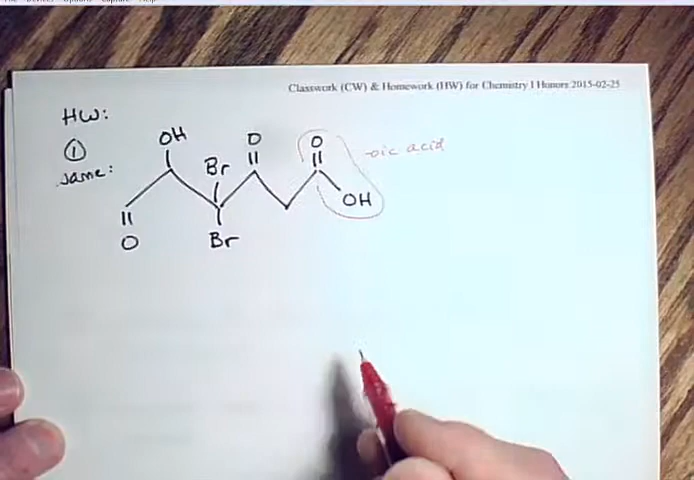 Classwork (CW) & Homework (HW) for Chemistry I Honors 2015-02-25
HW:
①
name:
OH
Br
O
O
-oic acid
OH
O
Br